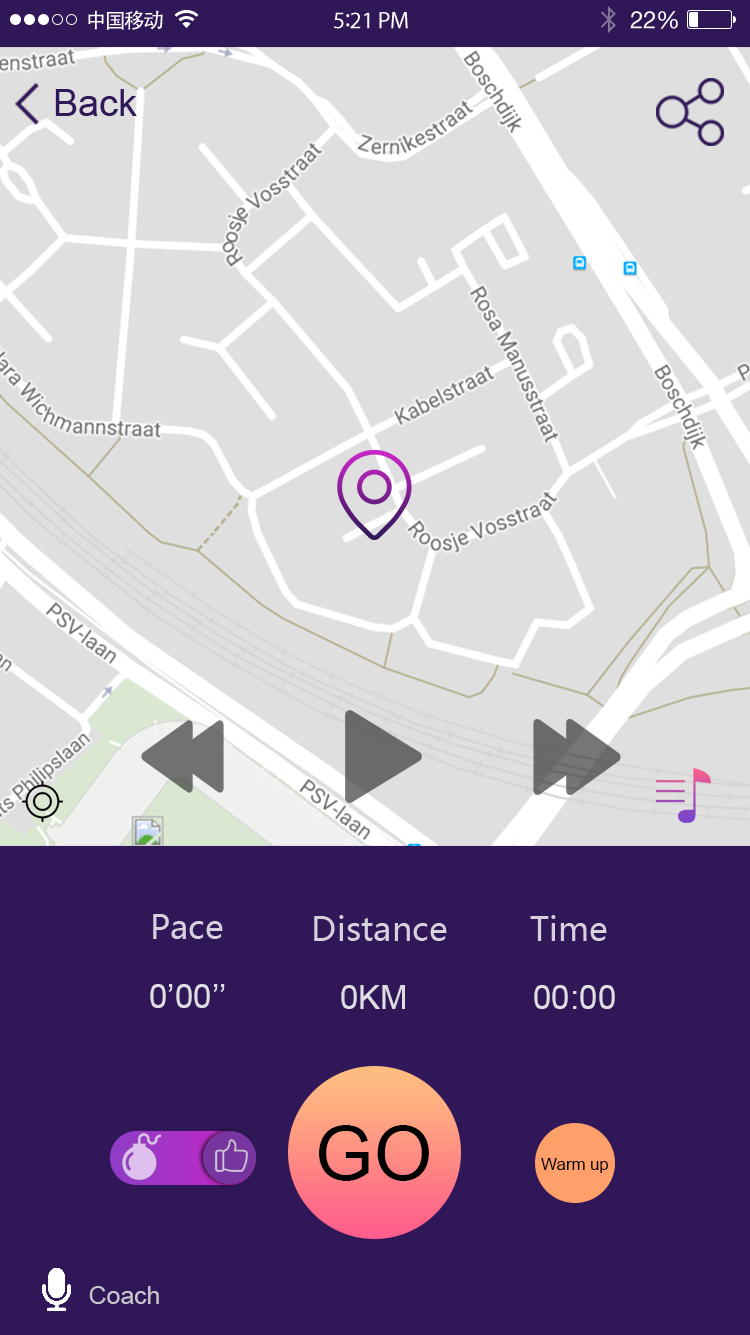 中国移动
5:21 PM
22%
enstraat
Back
Boschdijk
Zernikestraat
Roosje Vosstraat
Rosa Manusstraat
Kabelstraat
Boschdijk
P
lara Wichmannstraat
Roosje Vosstraat
PSV-laan
ts Philipslaan
PSV-laan
Pace
Distance
Time
0’00’’
0KM
00:00
GO
Warm up
Coach